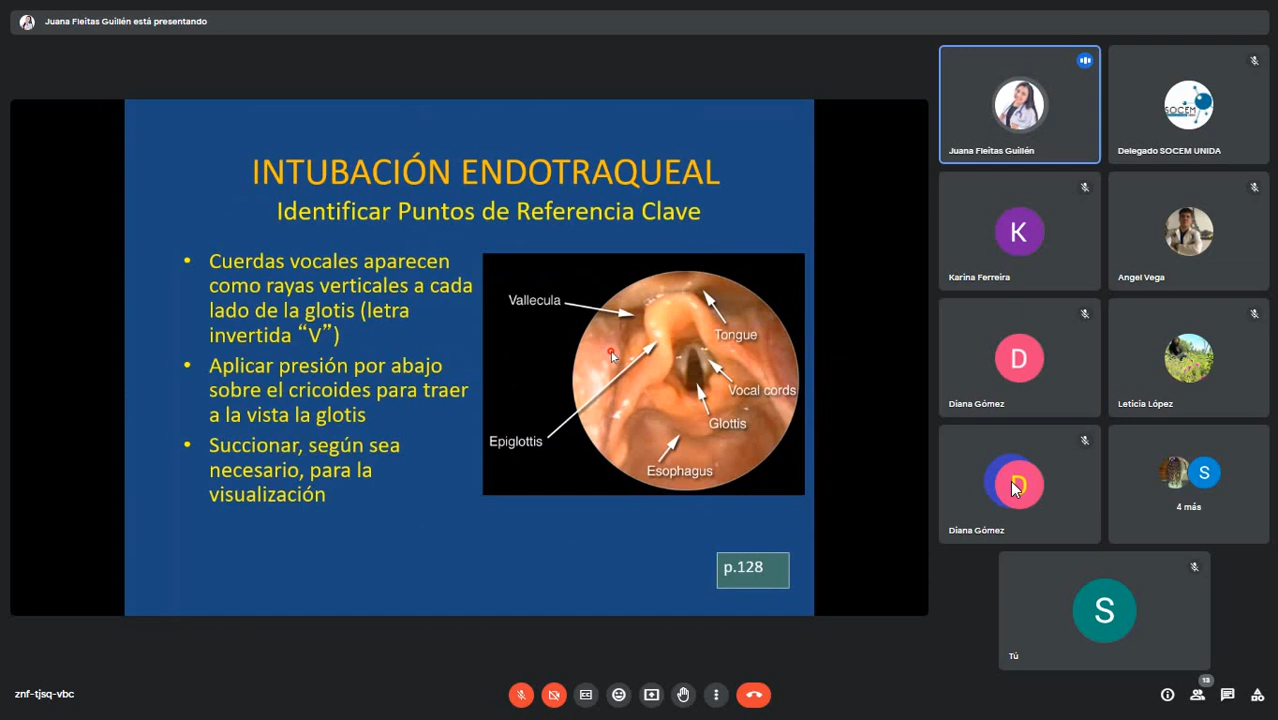 Juana Fleitas Guillén está presentando
INTUBACIÓN ENDOTRAQUEAL
Identificar Puntos de Referencia Clave
• Cuerdas vocales aparecen
como rayas verticales a cada
lado de la glotis (letra
invertida “V”)
• Aplicar presión por abajo
sobre el cricoides para traer
a la vista la glotis
• Succionar, según sea
necesario, para la
visualización
Vallecula
Tongue
Vocal cords
Epiglottis
Glottis
Esophagus
p.128
Juana Fleitas Guillén
SOCEM
Delegado SOCEM UNIDA
K
Karina Ferreira
Angel Vega
D
Diana Gómez
Leticia López
D
Diana Gómez
S
4 más
S
Tú
znf-tjsq-vbc
13